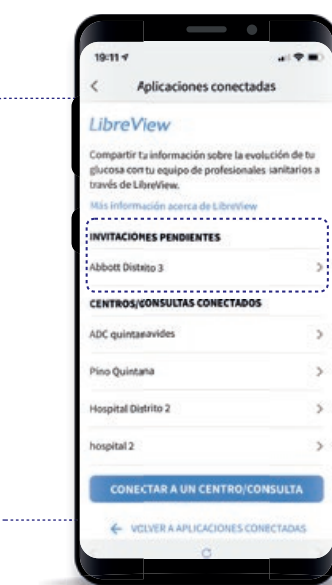 19:11
Aplicaciones conectadas
LibreView
Compartir tu información sobre la evolución de tu
glucosa con tu equipo de profesionales sanitarios a
través de LibreView.
Más información acerca de LibreView
INVITACIONES PENDIENTES
Abbott Distrito 3
CENTROS/CONSULTAS CONECTADOS
ADC quintanavides
Pino Quintana
Hospital Distrito 2
hospital 2
CONECTAR A UN CENTRO/CONSULTA
VOLVER A APLICACIONES CONECTADAS